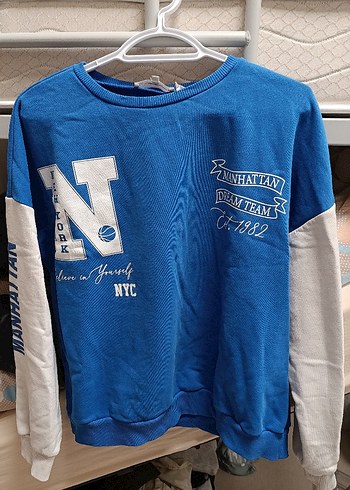 N
NEW YORK
Believe in Yourself
NYC
MANHATTAN
DREAM TEAM
Est. 1982
MANHATTAN